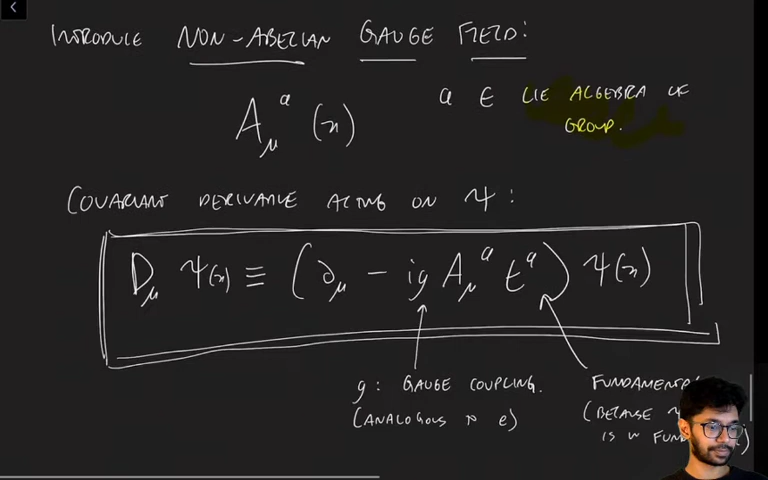 INTRODUCE NON-ABELIAN GAUGE FIELD:
A_μ^a (x)
a ∈ LIE ALGEBRA OF
GROUP.
COVARIANT DERIVATIVE ACTING ON ψ:
D_μ ψ(x) ≡ (∂_μ - ig A_μ^a t^a) ψ(x)
g: GAUGE COUPLING.
(ANALOGOUS TO e)
(BECAUSE
IS IN